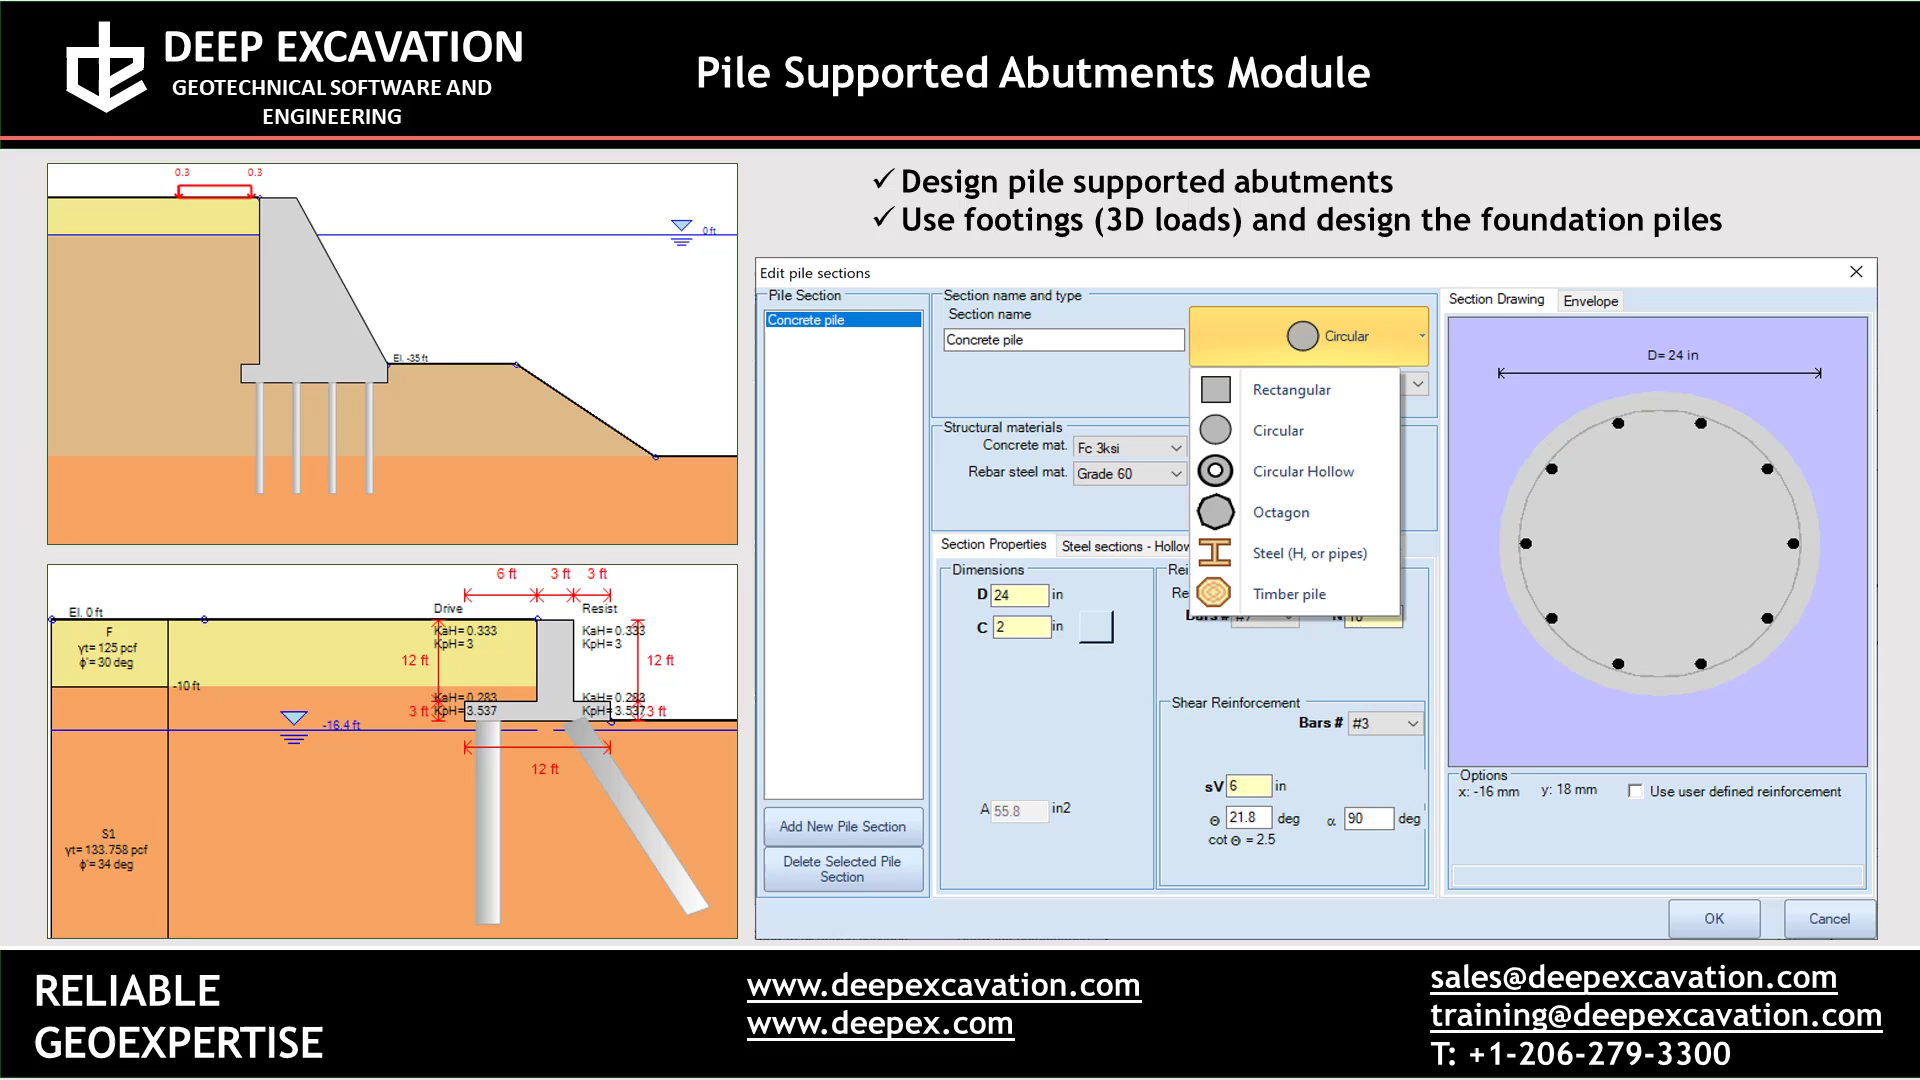 DEEP EXCAVATION
GEOTECHNICAL SOFTWARE AND
ENGINEERING
Pile Supported Abutments Module
✓ Design pile supported abutments
✓ Use footings (3D loads) and design the foundation piles
0.3
0.3
0 ft
El. -35 ft
6 ft
3 ft
3 ft
El. 0 ft
Drive
Resist
F
γt= 125 pcf
ϕ'= 30 deg
KaH= 0.333
KpH= 3
KaH= 0.333
KpH= 3
12 ft
12 ft
-10 ft
KaH= 0.283
KpH= 3.537
KaH= 0.283
KpH= 3.537
3 ft
3 ft
-16.4 ft
12 ft
S1
γt= 133.758 pcf
ϕ'= 34 deg
Edit pile sections
Pile Section
Concrete pile
Add New Pile Section
Delete Selected Pile
Section
Section name and type
Section name
Concrete pile
Circular
Rectangular
Circular
Circular Hollow
Octagon
Steel (H, or pipes)
Timber pile
Structural materials
Concrete mat.
Fc 3ksi
Rebar steel mat.
Grade 60
Section Properties
Steel sections - Hollow
Dimensions
D 24 in
C 2 in
A 55.8 in2
Shear Reinforcement
Bars # #3
sV 6 in
Θ 21.8 deg
α 90 deg
cot Θ = 2.5
Section Drawing
Envelope
D= 24 in
Options
x: -16 mm
y: 18 mm
Use user defined reinforcement
OK
Cancel
RELIABLE
GEOEXPERTISE
www.deepexcavation.com
www.deepex.com
sales@deepexcavation.com
training@deepexcavation.com
T: +1-206-279-3300